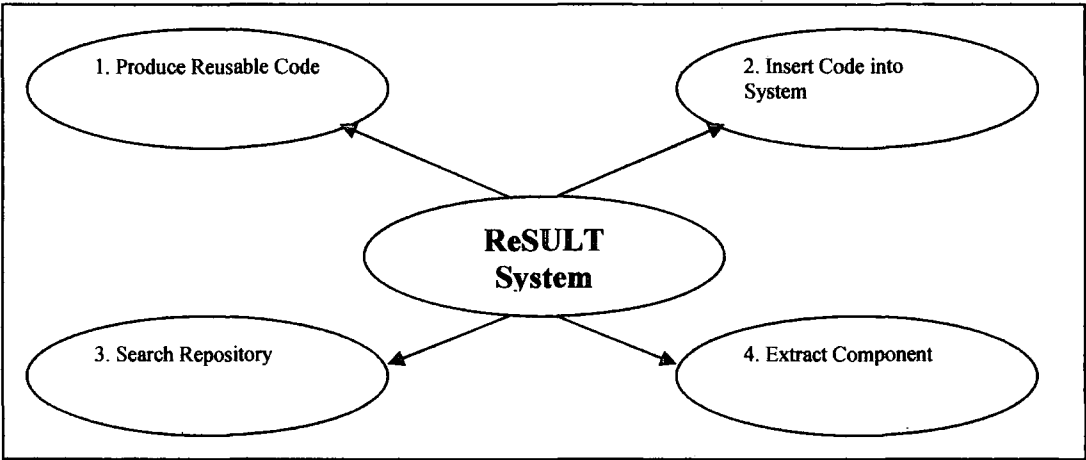 1. Produce Reusable Code
2. Insert Code into
System
ReSULT
System
3. Search Repository
4. Extract Component